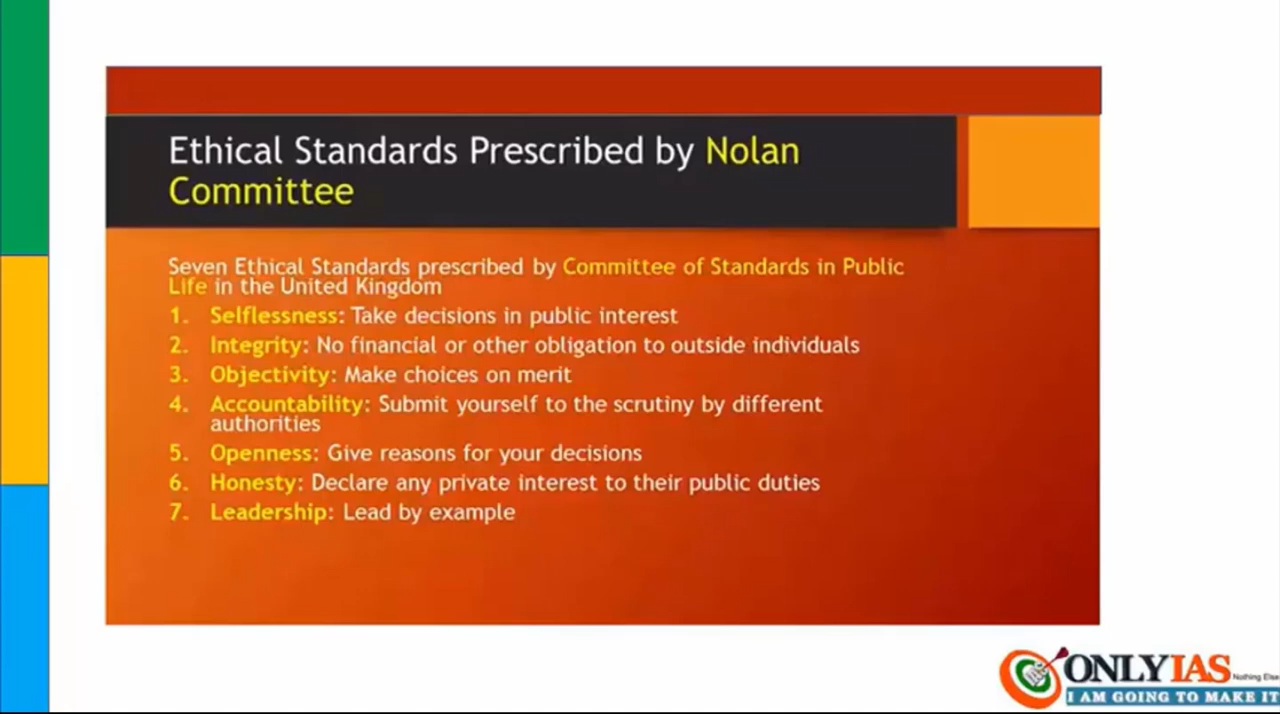 Ethical Standards Prescribed by Nolan
Committee
Seven Ethical Standards prescribed by Committee of Standards in Public
Life in the United Kingdom
1. Selflessness: Take decisions in public interest
2. Integrity: No financial or other obligation to outside individuals
3. Objectivity: Make choices on merit
4. Accountability: Submit yourself to the scrutiny by different
authorities
5. Openness: Give reasons for your decisions
6. Honesty: Declare any private interest to their public duties
7. Leadership: Lead by example
ONLYIAS Nothing Else
I AM GOING TO MAKE IT